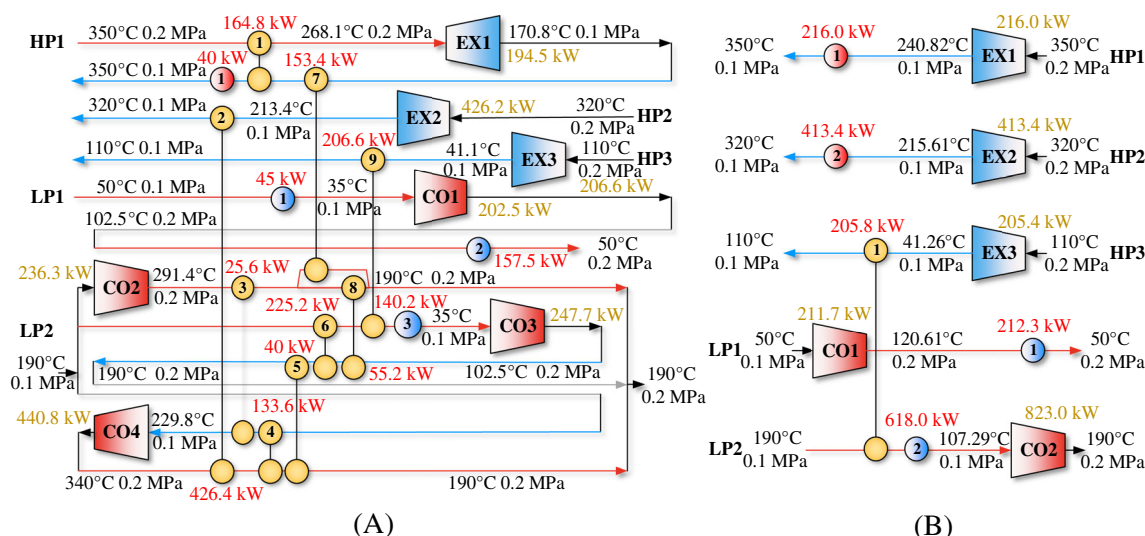 164.8 kW
HP1 350°C 0.2 MPa 1 268.1°C 0.2 MPa EX1 170.8°C 0.1 MPa
194.5 kW
40 kW 153.4 kW
350°C 0.1 MPa 1 7
320°C 0.1 MPa 2 213.4°C 0.1 MPa EX2 426.2 kW 320°C 0.2 MPa HP2
206.6 kW
110°C 0.1 MPa 9 41.1°C 0.1 MPa EX3 110°C 0.2 MPa HP3
206.6 kW
LP1 50°C 0.1 MPa 45 kW 1 35°C 0.1 MPa CO1
202.5 kW
102.5°C 0.2 MPa 2 50°C 0.2 MPa
157.5 kW
236.3 kW CO2 291.4°C 0.2 MPa 25.6 kW 3 8 190°C 0.2 MPa
225.2 kW 140.2 kW
LP2 6 3 35°C 0.1 MPa CO3 247.7 kW
190°C 0.1 MPa
40 kW
5
190°C 0.2 MPa 55.2 kW 102.5°C 0.2 MPa 190°C 0.2 MPa
133.6 kW
440.8 kW CO4 229.8°C 0.1 MPa 4
340°C 0.2 MPa 426.4 kW 190°C 0.2 MPa
(A)
216.0 kW 216.0 kW
350°C 0.1 MPa 1 240.82°C 0.1 MPa EX1 350°C 0.2 MPa HP1
413.4 kW 413.4 kW
320°C 0.1 MPa 2 215.61°C 0.1 MPa EX2 320°C 0.2 MPa HP2
205.8 kW 205.4 kW
110°C 0.1 MPa 1 41.26°C 0.1 MPa EX3 110°C 0.2 MPa HP3
211.7 kW 212.3 kW
LP1 50°C 0.1 MPa CO1 120.61°C 0.2 MPa 1 50°C 0.2 MPa
618.0 kW 823.0 kW
LP2 190°C 0.1 MPa 2 107.29°C 0.1 MPa CO2 190°C 0.2 MPa
(B)